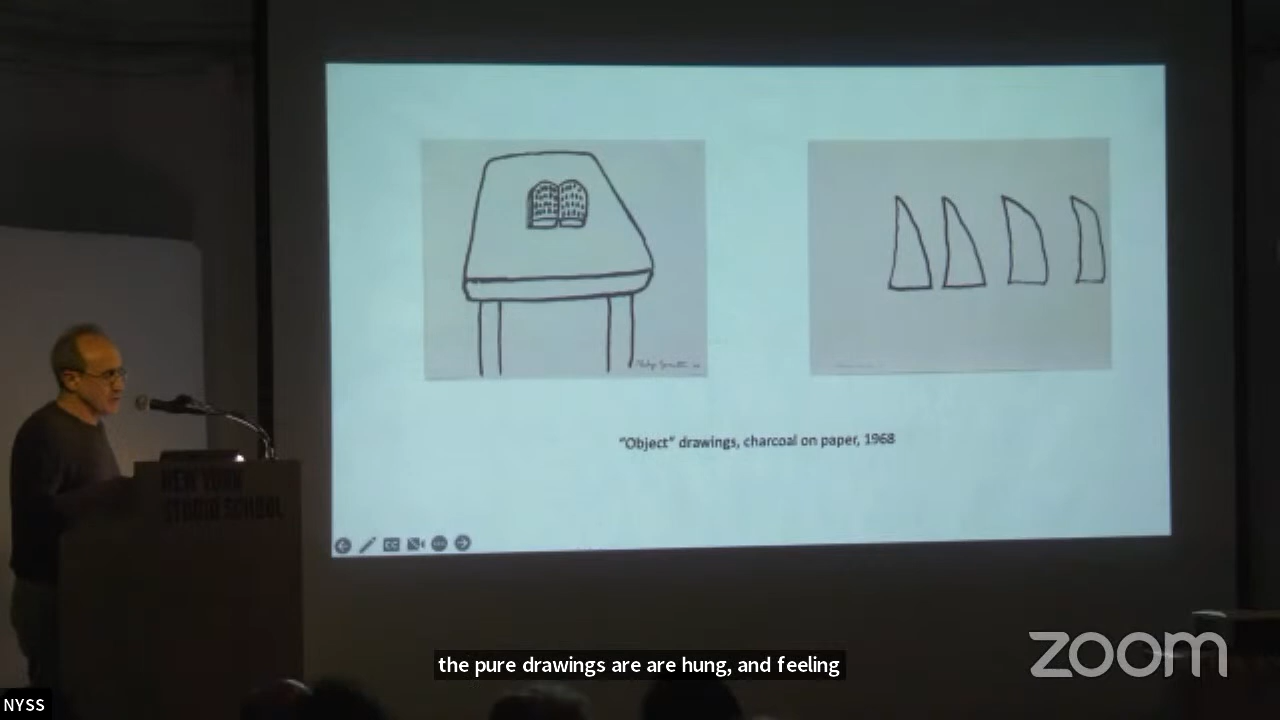 "Object" drawings, charcoal on paper, 1968
NEW YORK
STUDIO SCHOOL
the pure drawings are are hung, and feeling
zoom
NYSS